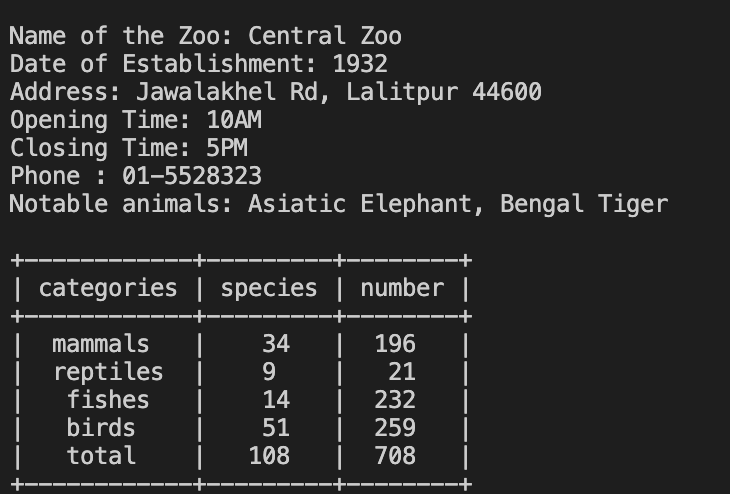 Name of the Zoo: Central Zoo
Date of Establishment: 1932
Address: Jawalakhel Rd, Lalitpur 44600
Opening Time: 10AM
Closing Time: 5PM
Phone : 01-5528323
Notable animals: Asiatic Elephant, Bengal Tiger
+------------+---------+--------+
| categories | species | number |
+------------+---------+--------+
|  mammals   |    34   |  196   |
|  reptiles  |    9    |   21   |
|   fishes   |    14   |  232   |
|   birds    |    51   |  259   |
|   total    |   108   |  708   |
+------------+---------+--------+